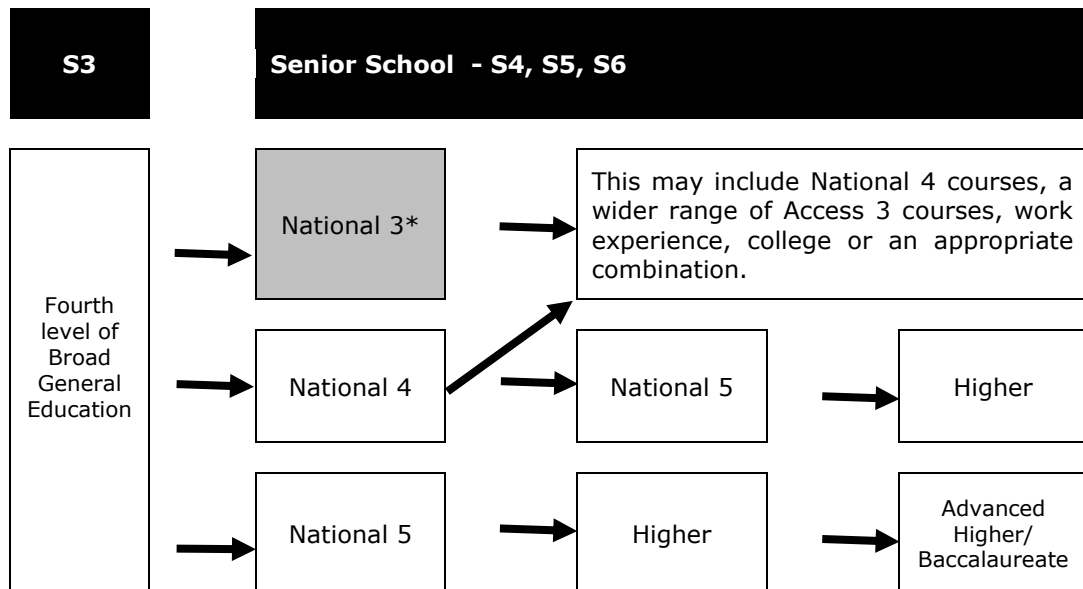 S3
Senior School - S4, S5, S6
National 3*
This may include National 4 courses, a
wider range of Access 3 courses, work
experience, college or an appropriate
combination.
Fourth
level of
Broad
General
Education
National 4
National 5
Higher
National 5
Higher
Advanced
Higher/
Baccalaureate